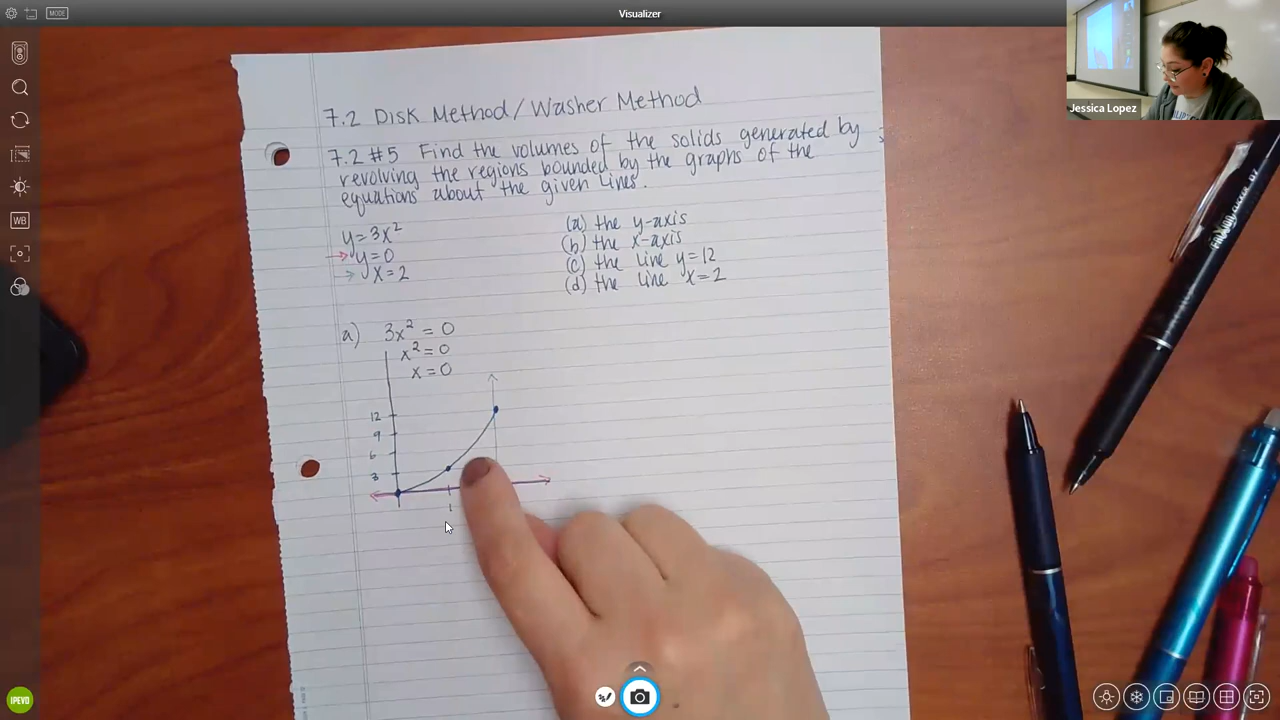 MODE
Visualizer
Jessica Lopez
WB
7.2 Disk Method/Washer Method
7.2 #5 Find the volumes of the solids generated by
revolving the regions bounded by the graphs of the
equations about the given lines.
y=3x²
y=0
x=2
(a) the y-axis
(b) the x-axis
(c) the line y=12
(d) the line x=2
a) 3x² = 0
x² = 0
x = 0
12
9
6
3
1
IPEVO